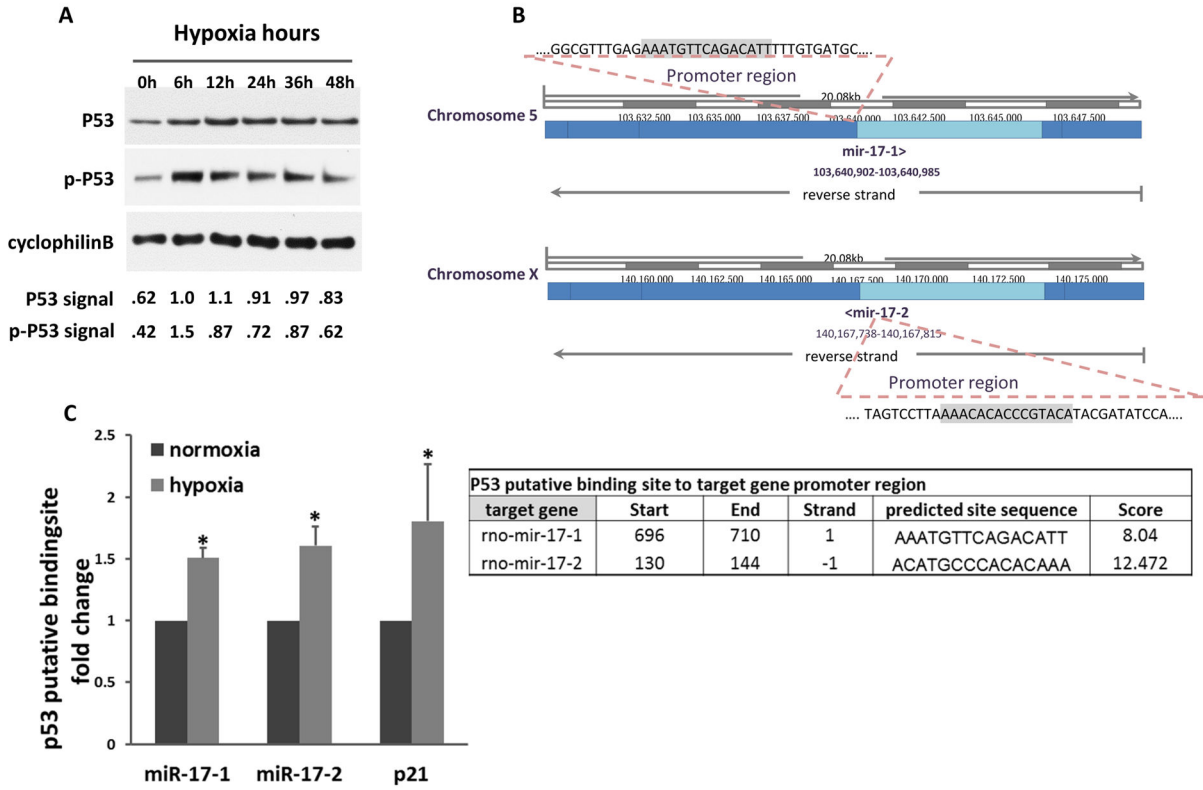 A
Hypoxia hours
0h 6h 12h 24h 36h 48h
P53
p-P53
cyclophilinB
P53 signal .62 1.0 1.1 .91 .97 .83
p-P53 signal .42 1.5 .87 .72 .87 .62
B
....GGCGTTTGAGAAATGTTCAGACATTTTTGTGATGC....
Promoter region
20.08kb
Chromosome 5
103.632.500 103.635.000 103.637.500 103.640.000 103.642.500 103.645.000 103.647.500
mir-17-1>
103,640,902-103,640,985
reverse strand
20.08kb
Chromosome X
140.160.000 140.162.500 140.165.000 140.167.500 140.170.000 140.172.500 140.175.000
<mir-17-2
140,167,738-140,167,815
reverse strand
Promoter region
.... TAGTCCTTAAAACACACCCGTACATACGATATCCA....
C
p53 putative bindingsite
fold change
2.5
2
1.5
1
0.5
0
normoxia
hypoxia
* * *
miR-17-1 miR-17-2 p21
P53 putative binding site to target gene promoter region
target gene Start End Strand predicted site sequence Score
rno-mir-17-1 696 710 1 AAATGTTCAGACATT 8.04
rno-mir-17-2 130 144 -1 ACATGCCCACACAAA 12.472